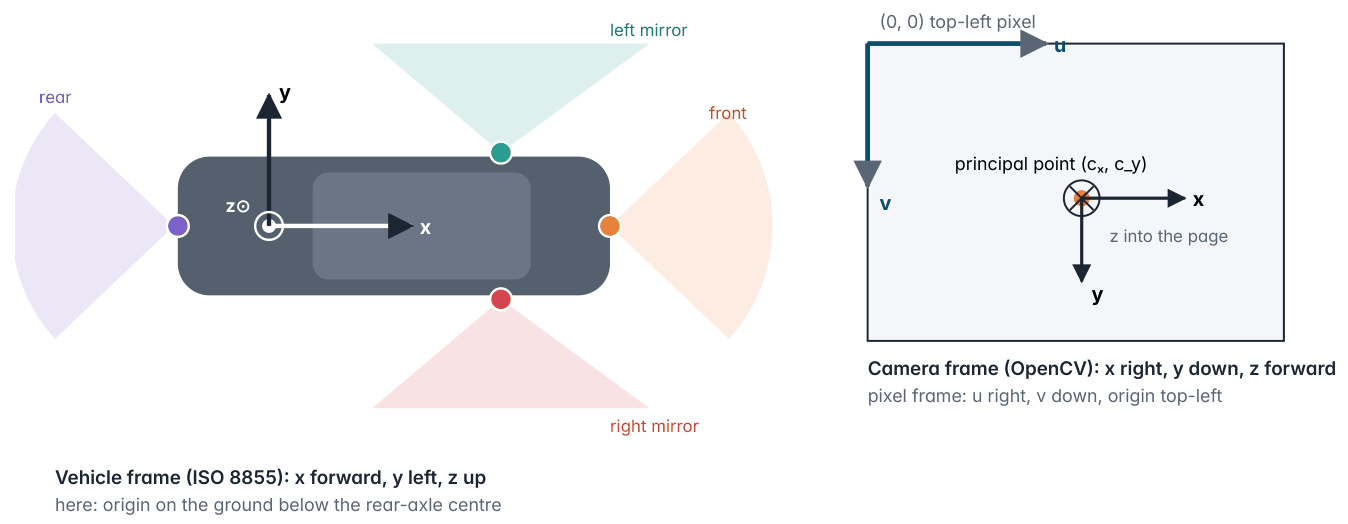 left mirror
rear
y
front
z⊙
x
right mirror
Vehicle frame (ISO 8855): x forward, y left, z up
here: origin on the ground below the rear-axle centre
(0, 0) top-left pixel
u
principal point (cₓ, c_y)
v
x
z into the page
y
Camera frame (OpenCV): x right, y down, z forward
pixel frame: u right, v down, origin top-left